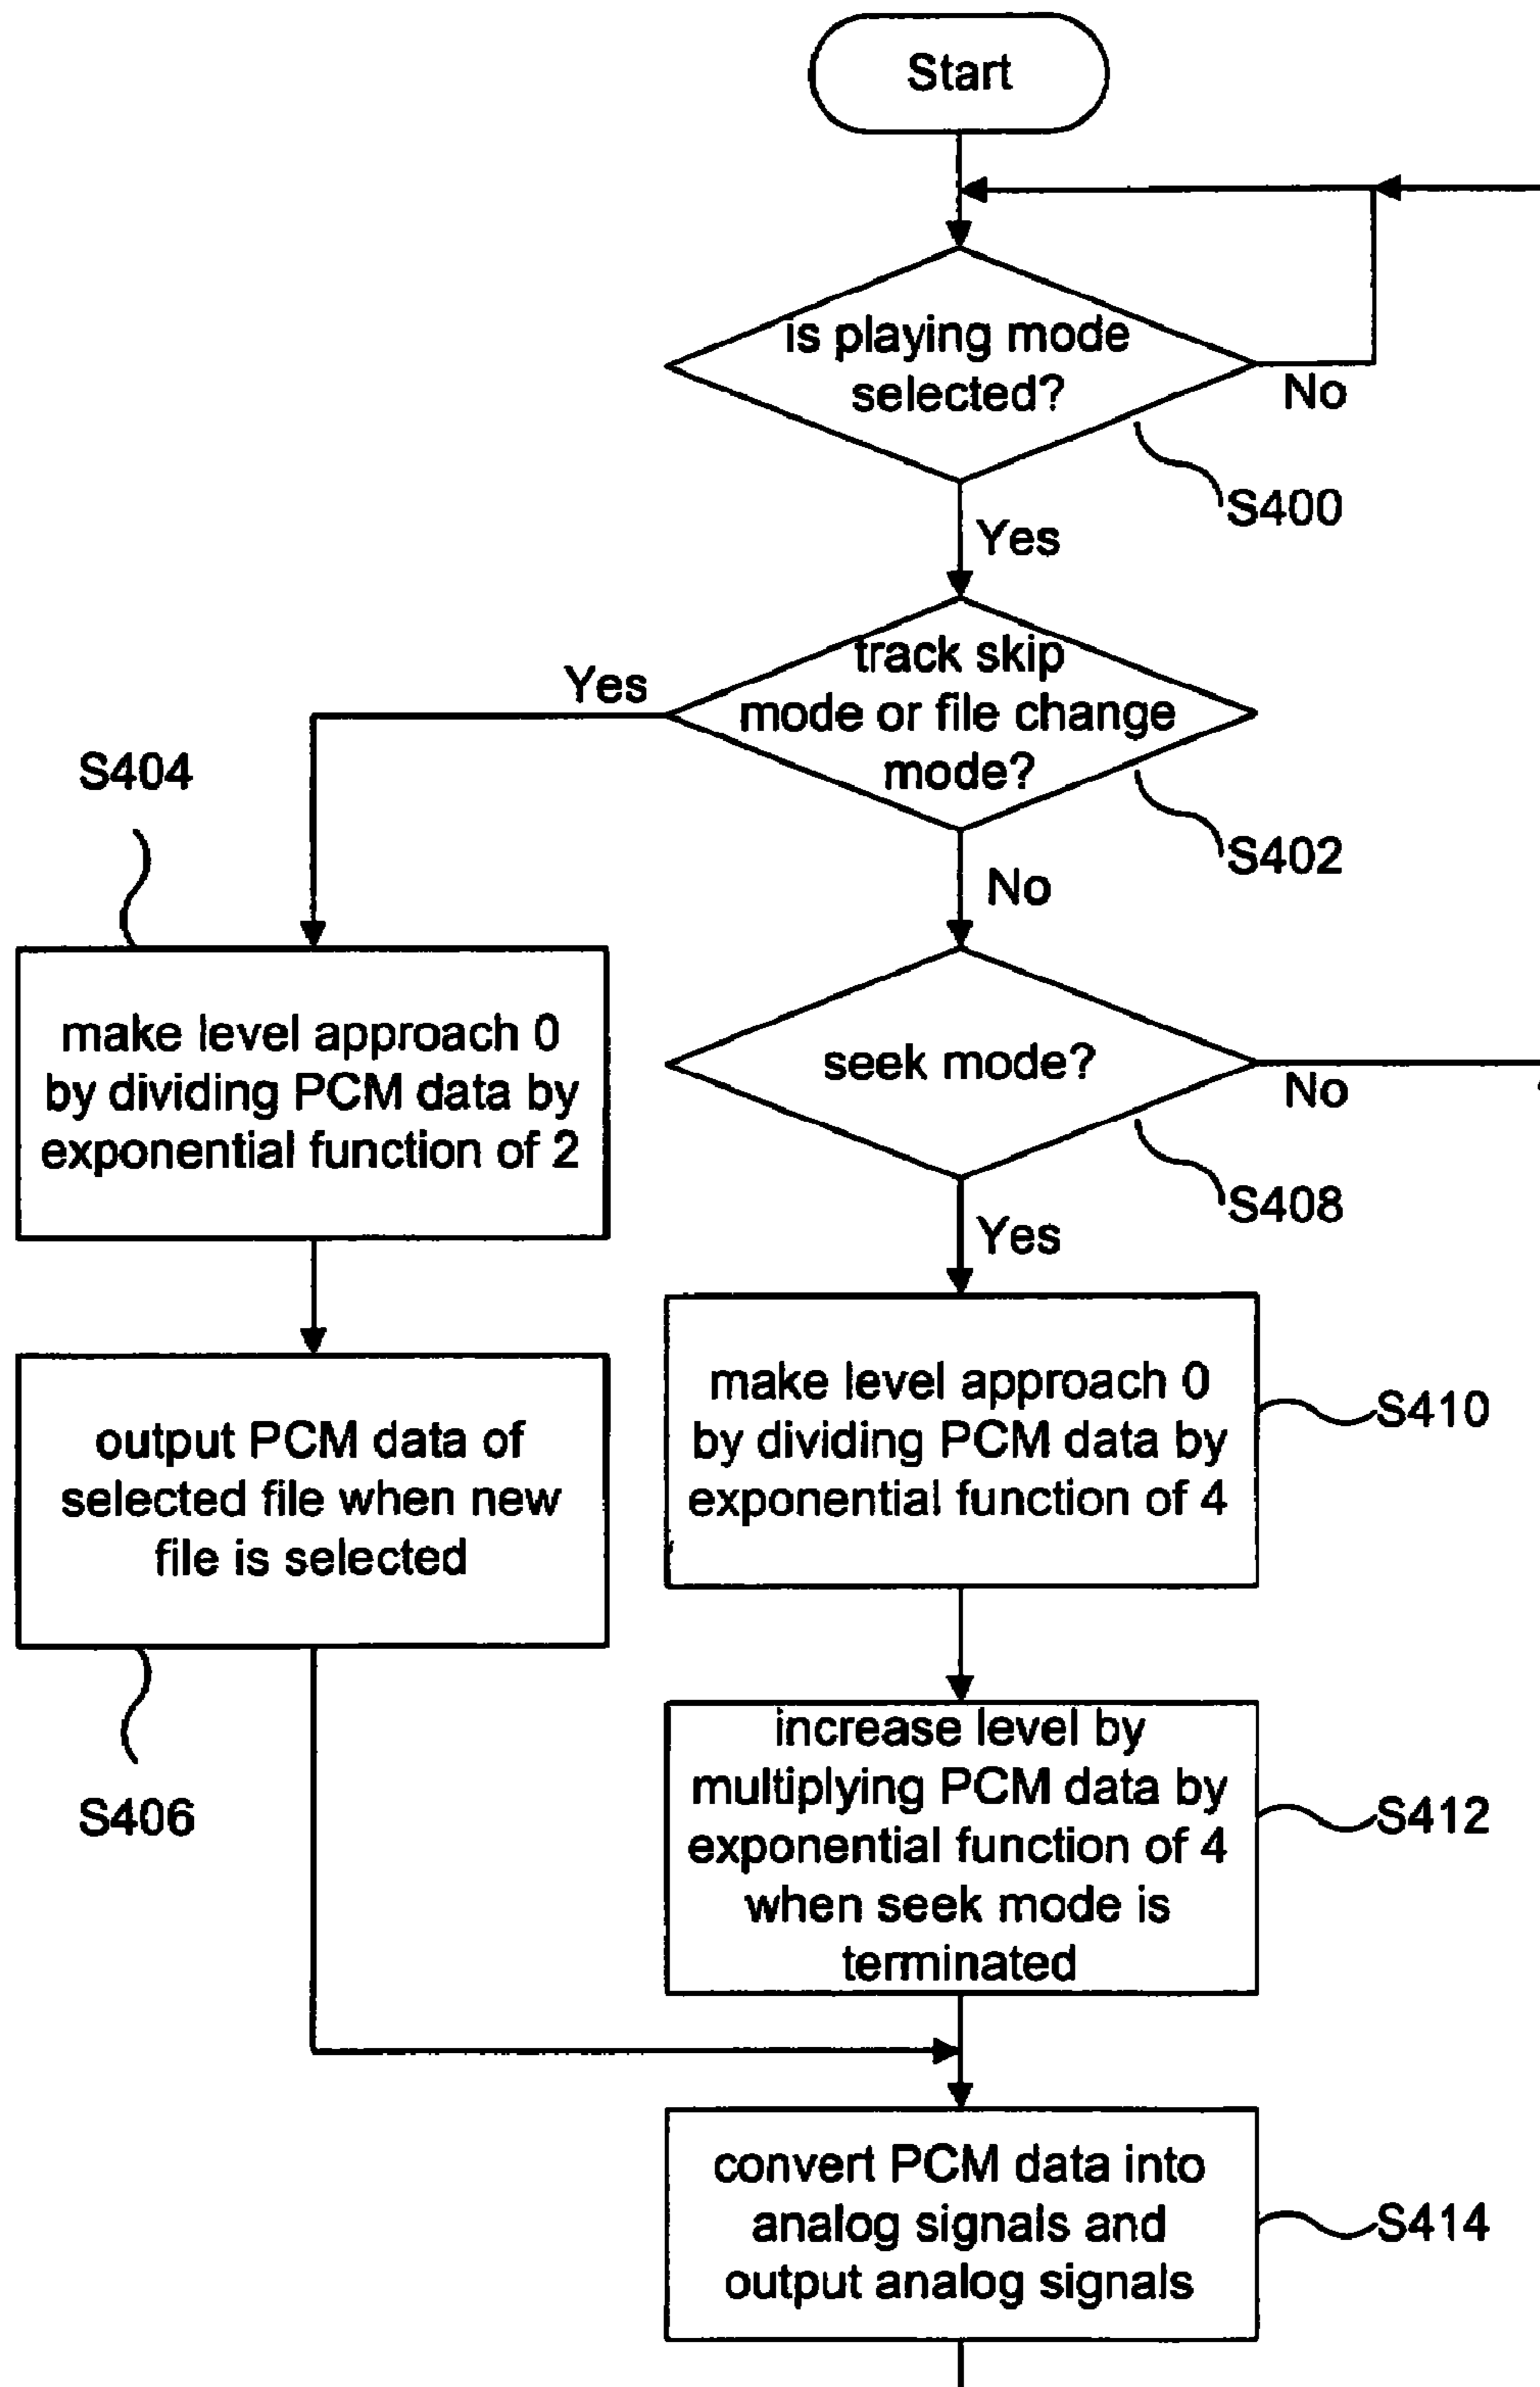 Start
is playing mode
selected?
No
S400
Yes
track skip
mode or file change
mode?
Yes
S404
S402
No
make level approach 0
by dividing PCM data by
exponential function of 2
seek mode?
No
S408
Yes
output PCM data of
selected file when new
file is selected
S406
make level approach 0
by dividing PCM data by
exponential function of 4
S410
increase level by
multiplying PCM data by
exponential function of 4
when seek mode is
terminated
S412
convert PCM data into
analog signals and
output analog signals
S414